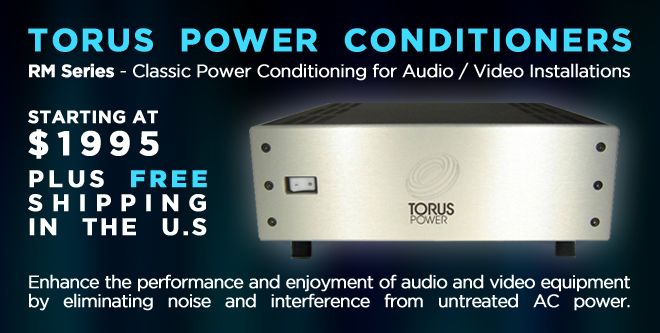 TORUS POWER CONDITIONERS
RM Series - Classic Power Conditioning for Audio / Video Installations
STARTING AT
$1995
PLUS FREE
SHIPPING
IN THE U.S
TORUS
POWER
Enhance the performance and enjoyment of audio and video equipment
by eliminating noise and interference from untreated AC power.